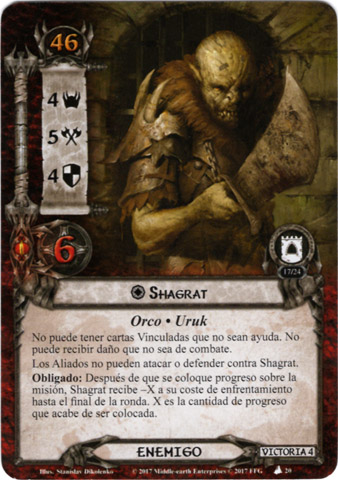 46
4
5
4
6
17/24
Shagrat
Orco • Uruk
No puede tener cartas Vinculadas que no sean ayuda. No
puede recibir daño que no sea de combate.
Los Aliados no pueden atacar o defender contra Shagrat.
Obligado: Después de que se coloque progreso sobre la
misión, Shagrat recibe –X a su coste de enfrentamiento
hasta el final de la ronda. X es la cantidad de progreso
que acabe de ser colocada.
ENEMIGO
VICTORIA 4
Illus. Stanislav Dikolenko © 2017 Middle-earth Enterprises © 2017 FFG 20